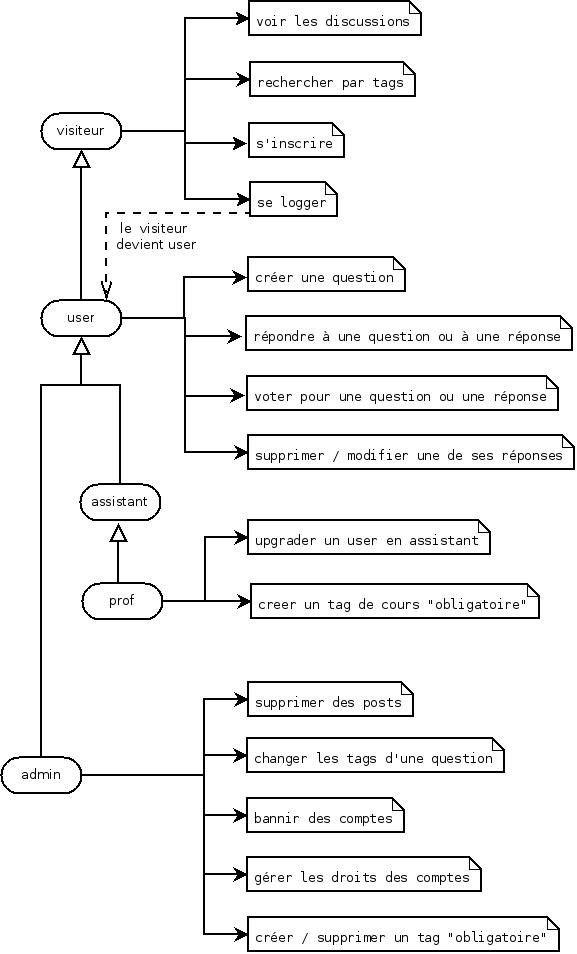 voir les discussions
rechercher par tags
visiteur
s'inscrire
se logger
le visiteur
devient user
créer une question
user
répondre à une question ou à une réponse
voter pour une question ou une réponse
supprimer / modifier une de ses réponses
assistant
upgrader un user en assistant
prof
creer un tag de cours "obligatoire"
supprimer des posts
changer les tags d'une question
admin
bannir des comptes
gérer les droits des comptes
créer / supprimer un tag "obligatoire"